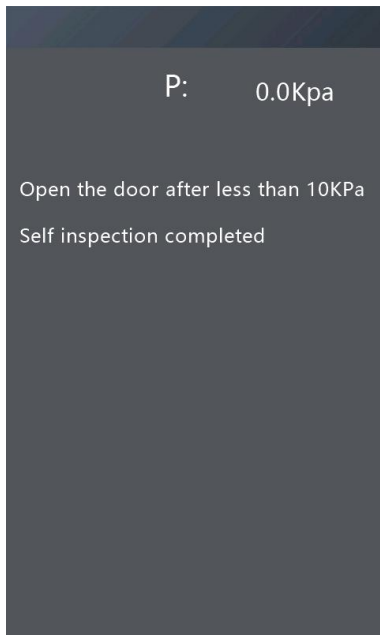 P: 0.0Kpa
Open the door after less than 10KPa
Self inspection completed